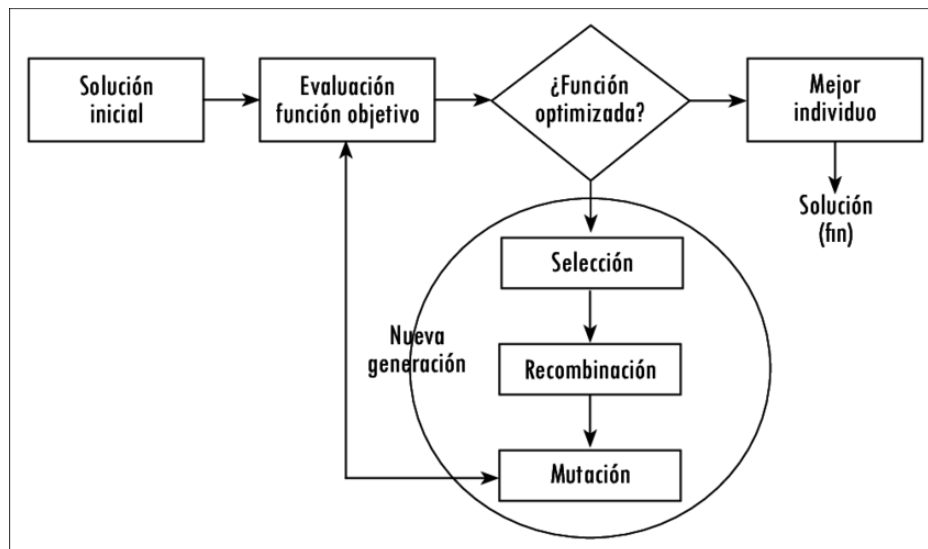 Solución
inicial
Evaluación
función objetivo
¿Función
optimizada?
Mejor
individuo
Solución
(fin)
Selección
Nueva
generación
Recombinación
Mutación